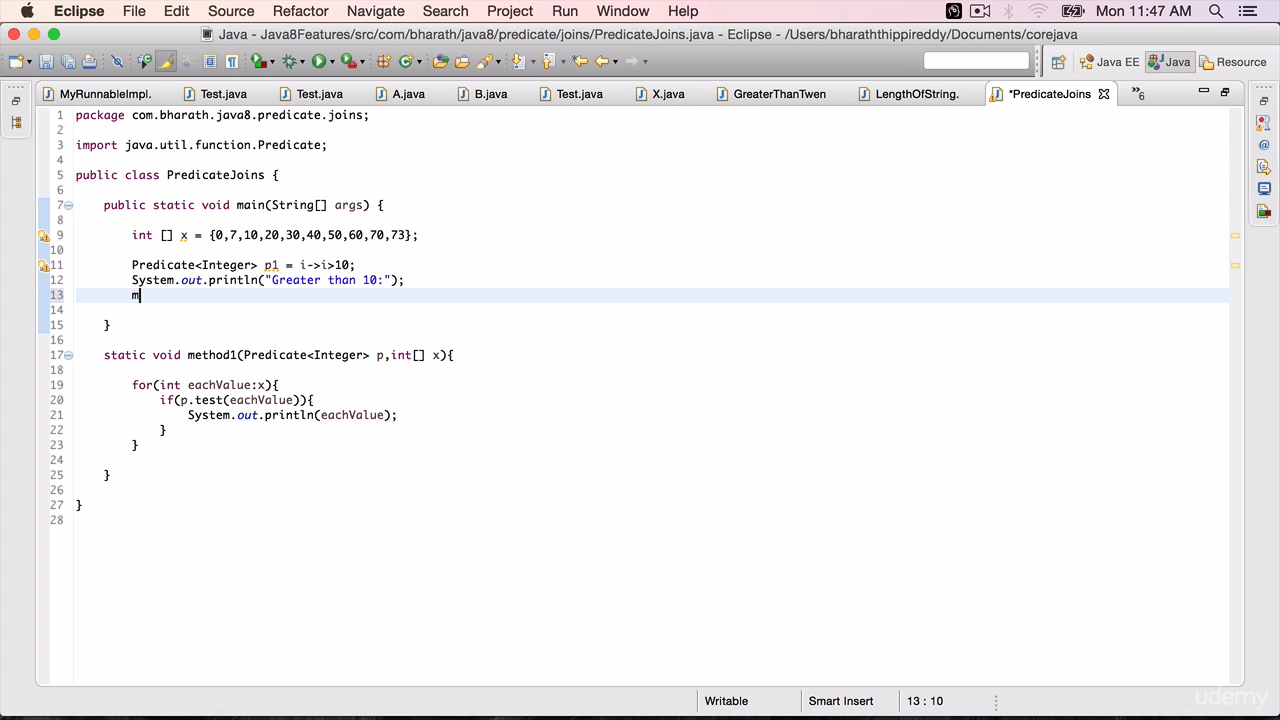 Eclipse File Edit Source Refactor Navigate Search Project Run Window Help Mon 11:47 AM
Java - Java8Features/src/com/bharath/java8/predicate/joins/PredicateJoins.java - Eclipse - /Users/bharaththippireddy/Documents/corejava
Java EE Java Resource
MyRunnableImpl. Test.java Test.java A.java B.java Test.java X.java GreaterThanTwen LengthOfString. *PredicateJoins »6
1 package com.bharath.java8.predicate.joins;
2
3 import java.util.function.Predicate;
4
5 public class PredicateJoins {
6
7 public static void main(String[] args) {
8
9 int [] x = {0,7,10,20,30,40,50,60,70,73};
10
11 Predicate<Integer> p1 = i->i>10;
12 System.out.println("Greater than 10:");
13 m
14
15 }
16
17 static void method1(Predicate<Integer> p,int[] x){
18
19 for(int eachValue:x){
20 if(p.test(eachValue)){
21 System.out.println(eachValue);
22 }
23 }
24
25 }
26
27 }
28
Writable Smart Insert 13 : 10
udemy